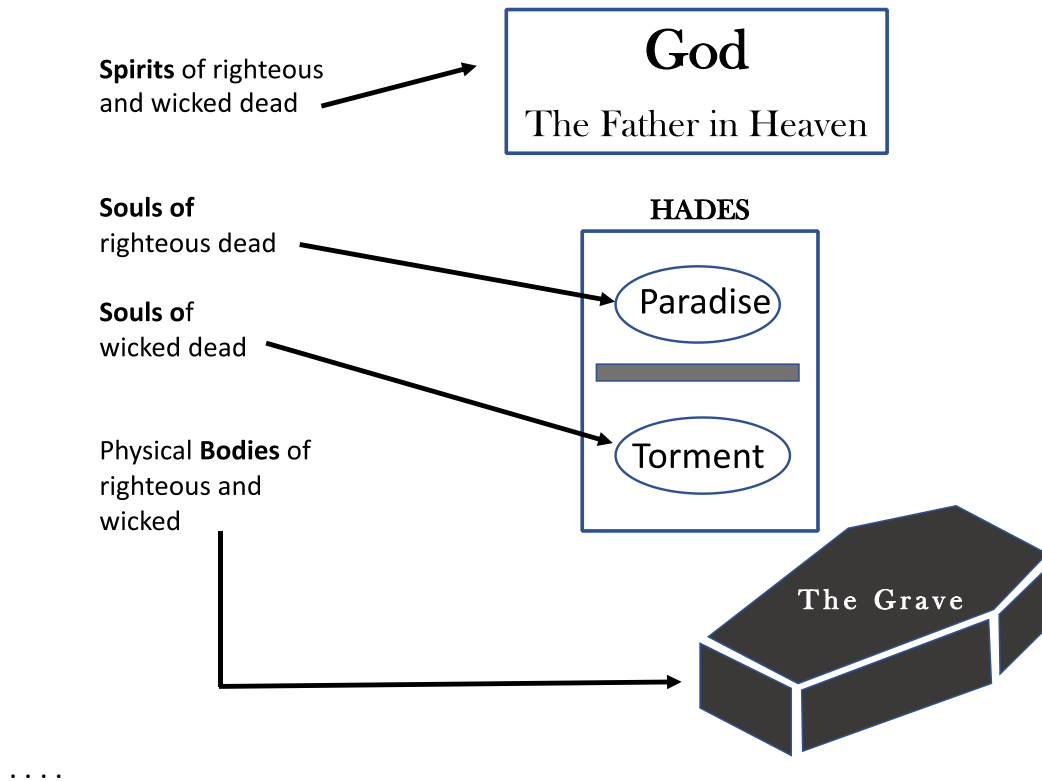 Spirits of righteous
and wicked dead
God
The Father in Heaven
Souls of
righteous dead
HADES
Paradise
Souls of
wicked dead
Torment
Physical Bodies of
righteous and
wicked
The Grave
. . . .